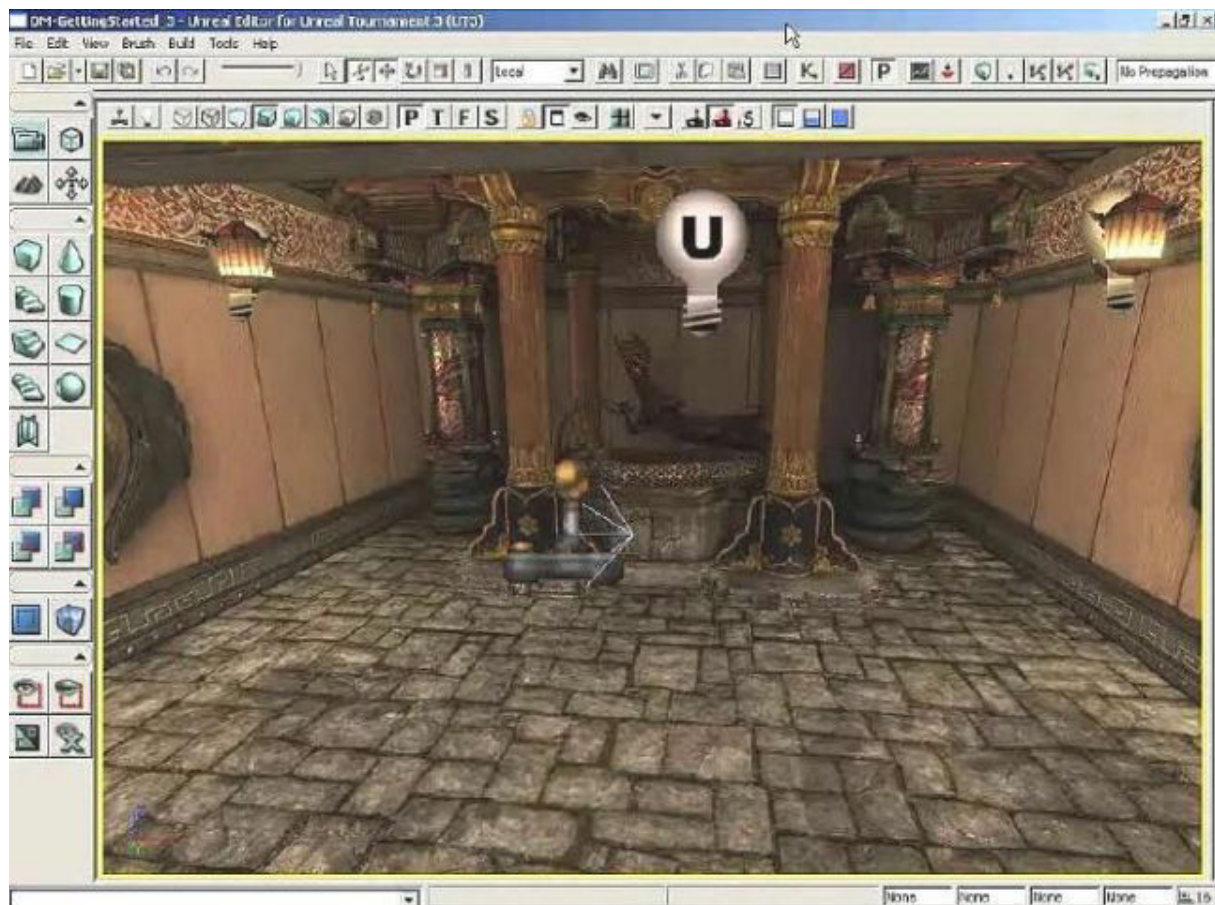 DM-GettingStarted_3 - Unreal Editor for Unreal Tournament 3 (UT3)
File Edit View Brush Build Tools Help
Local
P
No Propagation
P T F S
U
None None None None 16